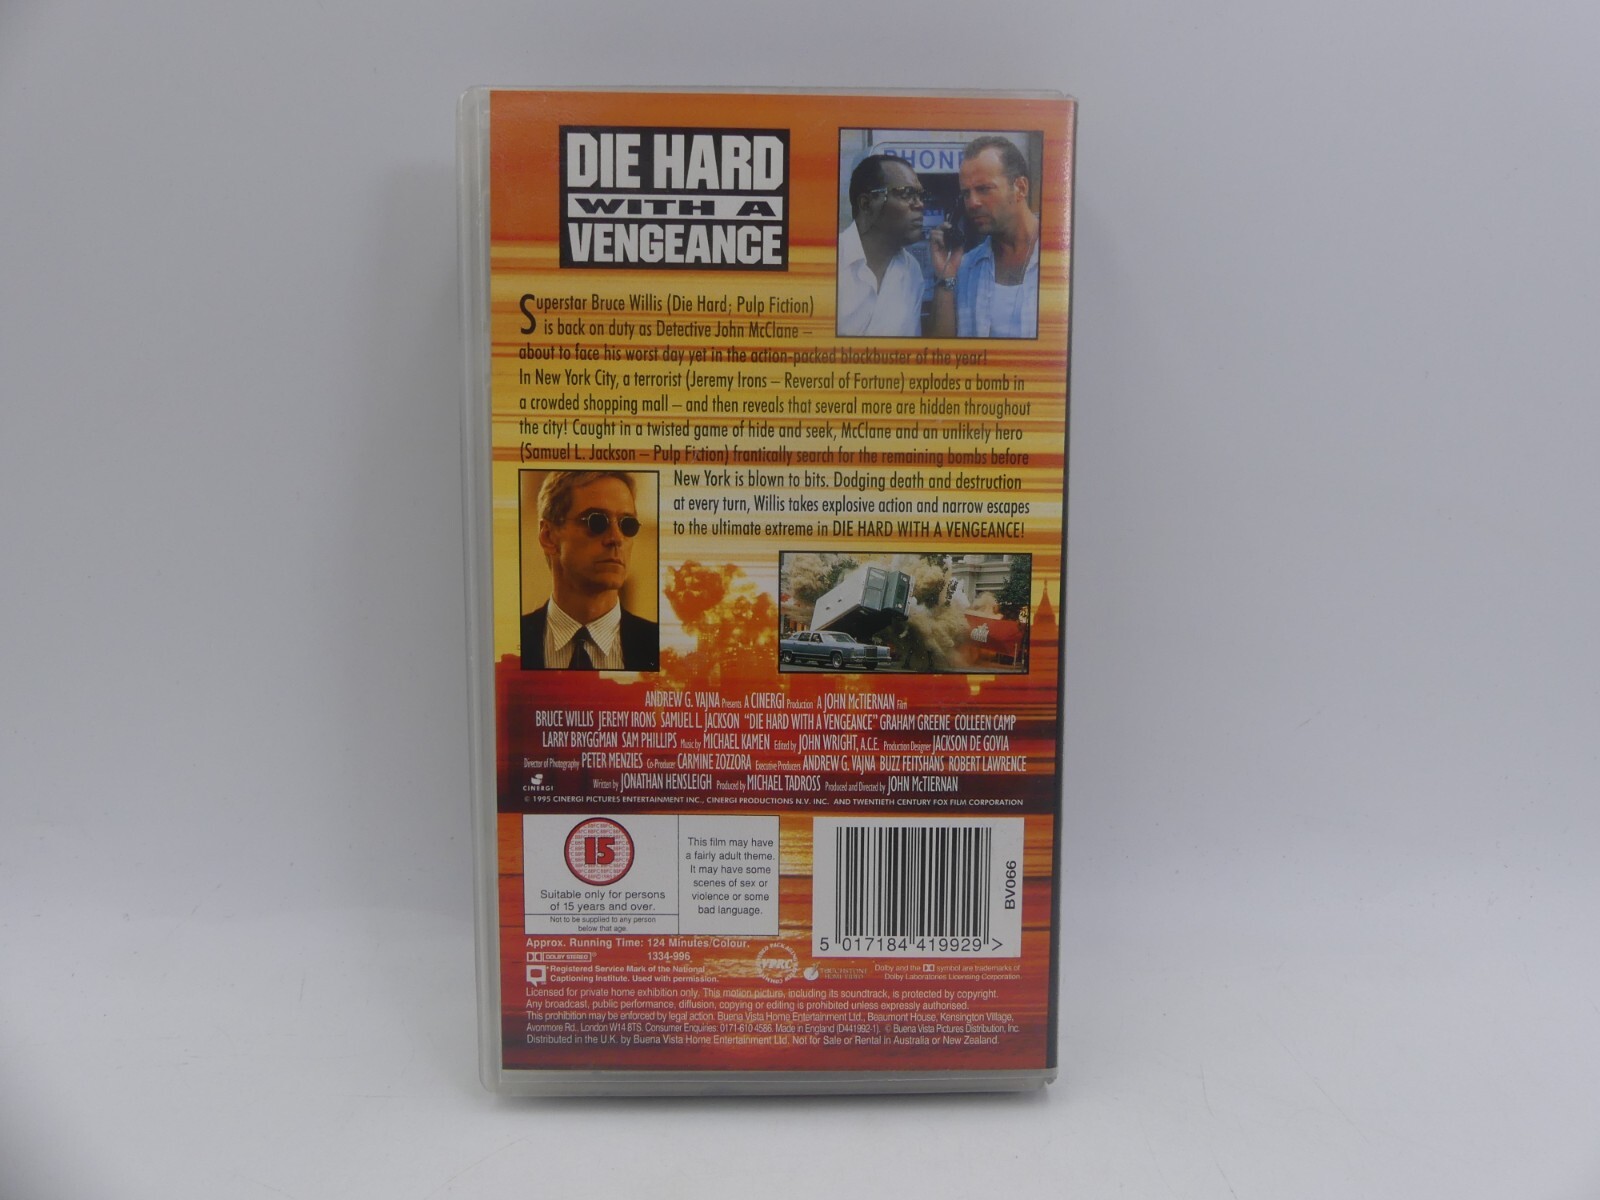 DIE HARD
WITH A
VENGEANCE
PHONE
Superstar Bruce Willis (Die Hard; Pulp Fiction)
is back on duty as Detective John McClane –
about to face his worst day yet in the action-packed blockbuster of the year!
In New York City, a terrorist (Jeremy Irons – Reversal of Fortune) explodes a bomb in
a crowded shopping mall – and then reveals that several more are hidden throughout
the city! Caught in a twisted game of hide and seek, McClane and an unlikely hero
(Samuel L. Jackson – Pulp Fiction) frantically search for the remaining bombs before
New York is blown to bits. Dodging death and destruction
at every turn, Willis takes explosive action and narrow escapes
to the ultimate extreme in DIE HARD WITH A VENGEANCE!
ANDREW G. VAJNA Presents A CINERGI Production A JOHN McTIERNAN Film
BRUCE WILLIS JEREMY IRONS SAMUEL L. JACKSON "DIE HARD WITH A VENGEANCE" GRAHAM GREENE COLLEEN CAMP
LARRY BRYGGMAN SAM PHILLIPS Music by MICHAEL KAMEN Edited by JOHN WRIGHT, A.C.E. Production Designer JACKSON DE GOVIA
Director of Photography PETER MENZIES Co-Producer CARMINE ZOZZORA Executive Producers ANDREW G. VAJNA BUZZ FEITSHANS ROBERT LAWRENCE
Written by JONATHAN HENSLEIGH Produced by MICHAEL TADROSS Produced and Directed by JOHN McTIERNAN
CINERGI
© 1995 CINERGI PICTURES ENTERTAINMENT INC., CINERGI PRODUCTIONS N.V. INC. AND TWENTIETH CENTURY FOX FILM CORPORATION
15
Suitable only for persons
of 15 years and over.
Not to be supplied to any person
below that age.
This film may have
a fairly adult theme.
It may have some
scenes of sex or
violence or some
bad language.
BV066
5 017184 419929 >
Approx. Running Time: 124 Minutes/Colour.
DOLBY STEREO 1334-996
Registered Service Mark of the National
Captioning Institute. Used with permission.
VPRC
TOUCHSTONE
HOME VIDEO
Dolby and the DD symbol are trademarks of
Dolby Laboratories Licensing Corporation
Licensed for private home exhibition only. This motion picture, including its soundtrack, is protected by copyright.
Any broadcast, public performance, diffusion, copying or editing is prohibited unless expressly authorised.
This prohibition may be enforced by legal action. Buena Vista Home Entertainment Ltd., Beaumont House, Kensington Village,
Avonmore Rd., London W14 8TS. Consumer Enquiries: 0171-610 4586. Made in England (D441992-1). © Buena Vista Pictures Distribution, Inc.
Distributed in the U.K. by Buena Vista Home Entertainment Ltd. Not for Sale or Rental in Australia or New Zealand.